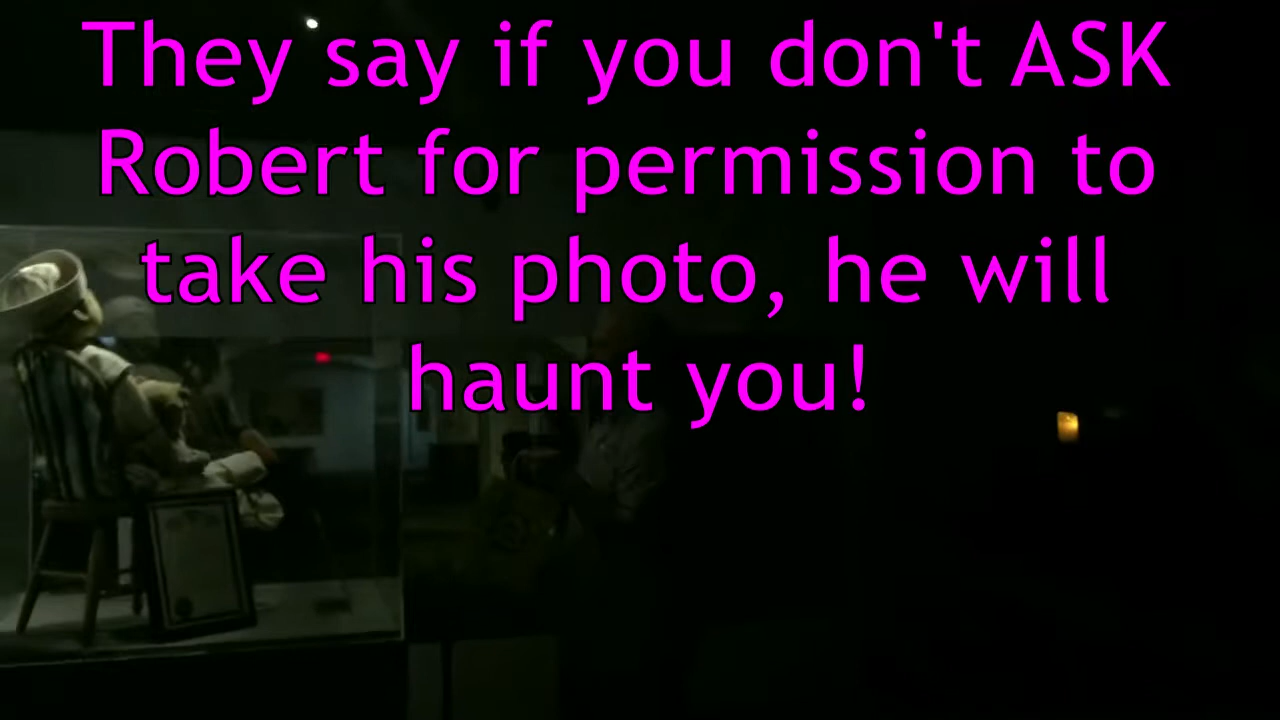 They say if you don't ASK
Robert for permission to
take his photo, he will
haunt you!